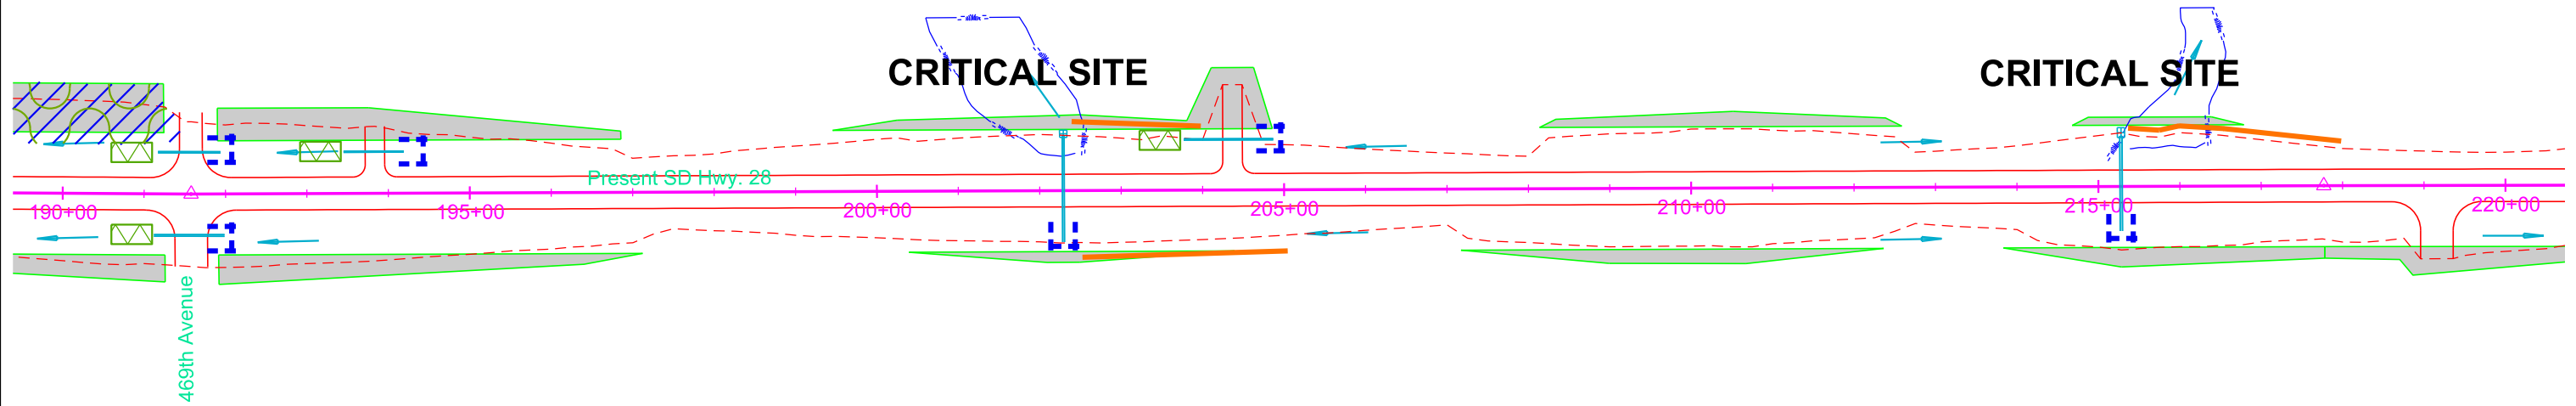 CRITICAL SITE
CRITICAL SITE
Present SD Hwy. 28
190+00
195+00
200+00
205+00
210+00
215+00
220+00
469th Avenue